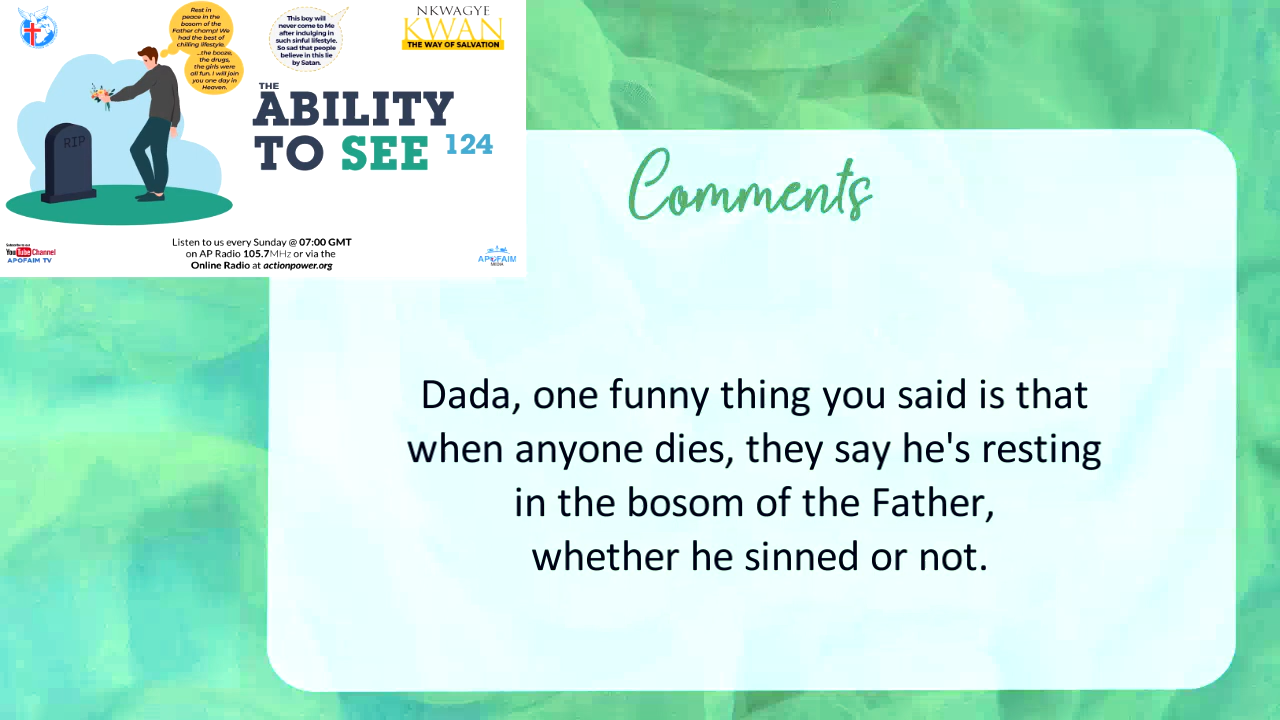 Rest in
peace in the
bosom of the
Father champ! We
had the best of
chilling lifestyle.
...the booze,
the drugs,
the girls were
all fun. I will join
you one day in
Heaven.
This boy will
never come to Me
after indulging in
such sinful lifestyle.
So sad that people
believe in this lie
by Satan.
NKWAGYE
KWAN
THE WAY OF SALVATION
RIP
THE
ABILITY
TO SEE 124
Listen to us every Sunday @ 07:00 GMT
on AP Radio 105.7MHz or via the
Online Radio at actionpower.org
YouTube Channel
APOFAIM TV
APOFAIM
MEDIA
Comments
Dada, one funny thing you said is that
when anyone dies, they say he's resting
in the bosom of the Father,
whether he sinned or not.